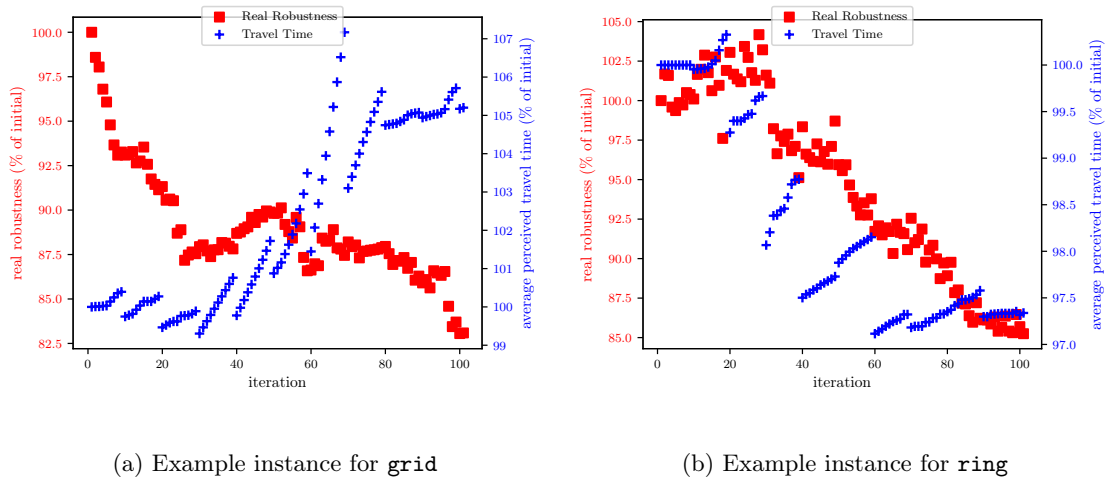 Real Robustness
Travel Time
real robustness (% of initial)
100.0
97.5
95.0
92.5
90.0
87.5
85.0
82.5
107
106
105
104
103
102
101
100
99
average perceived travel time (% of initial)
0 20 40 60 80 100
iteration
(a) Example instance for grid
Real Robustness
Travel Time
real robustness (% of initial)
105.0
102.5
100.0
97.5
95.0
92.5
90.0
87.5
85.0
100.0
99.5
99.0
98.5
98.0
97.5
97.0
average perceived travel time (% of initial)
0 20 40 60 80 100
iteration
(b) Example instance for ring